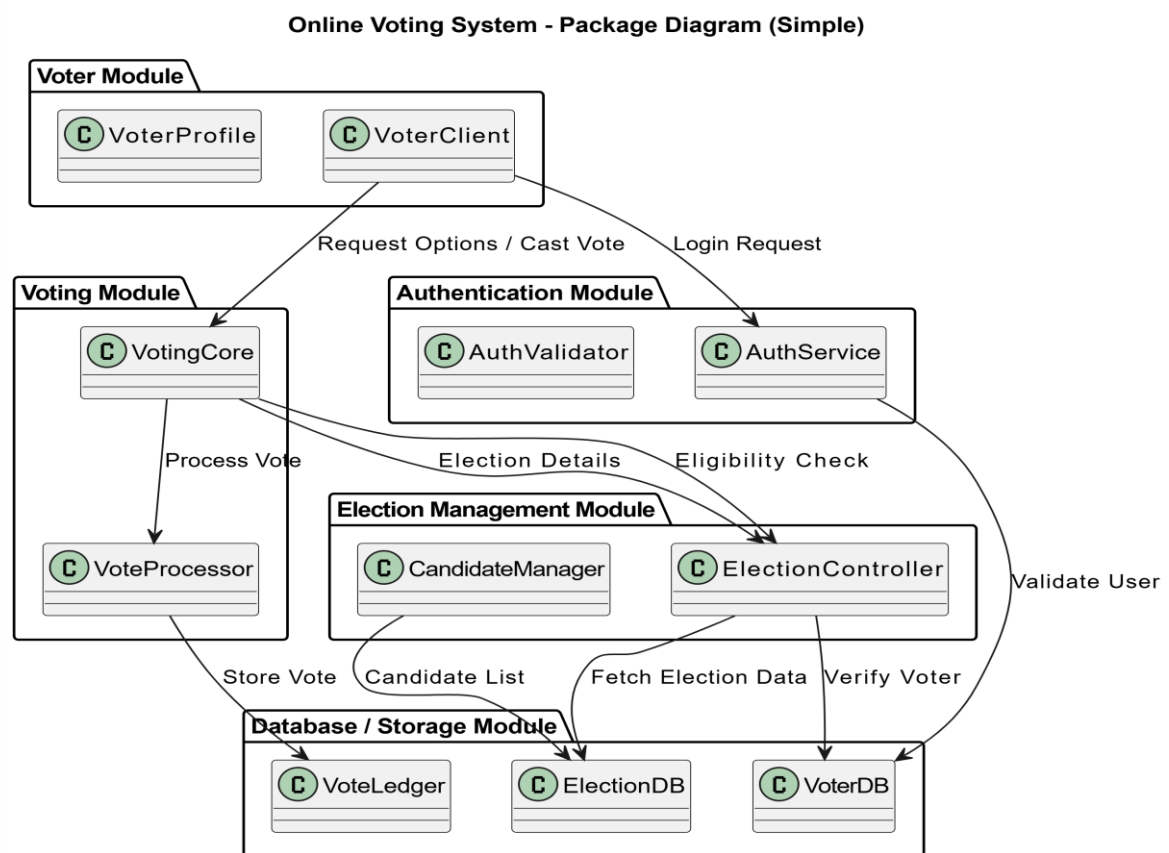 Online Voting System - Package Diagram (Simple)
Voter Module
C VoterProfile
C VoterClient
Request Options / Cast Vote
Login Request
Voting Module
Authentication Module
C VotingCore
C AuthValidator
C AuthService
Process Vote
Election Details
Eligibility Check
Election Management Module
C VoteProcessor
C CandidateManager
C ElectionController
Validate User
Store Vote
Candidate List
Fetch Election Data
Verify Voter
Database / Storage Module
C VoteLedger
C ElectionDB
C VoterDB